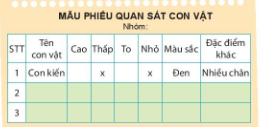 MẪU PHIẾU QUAN SÁT CON VẬT
Nhóm:
STT Tên con vật Cao Thấp To Nhỏ Màu sắc Đặc điểm khác
1 Con kiến x x Đen Nhiều chân
2
3